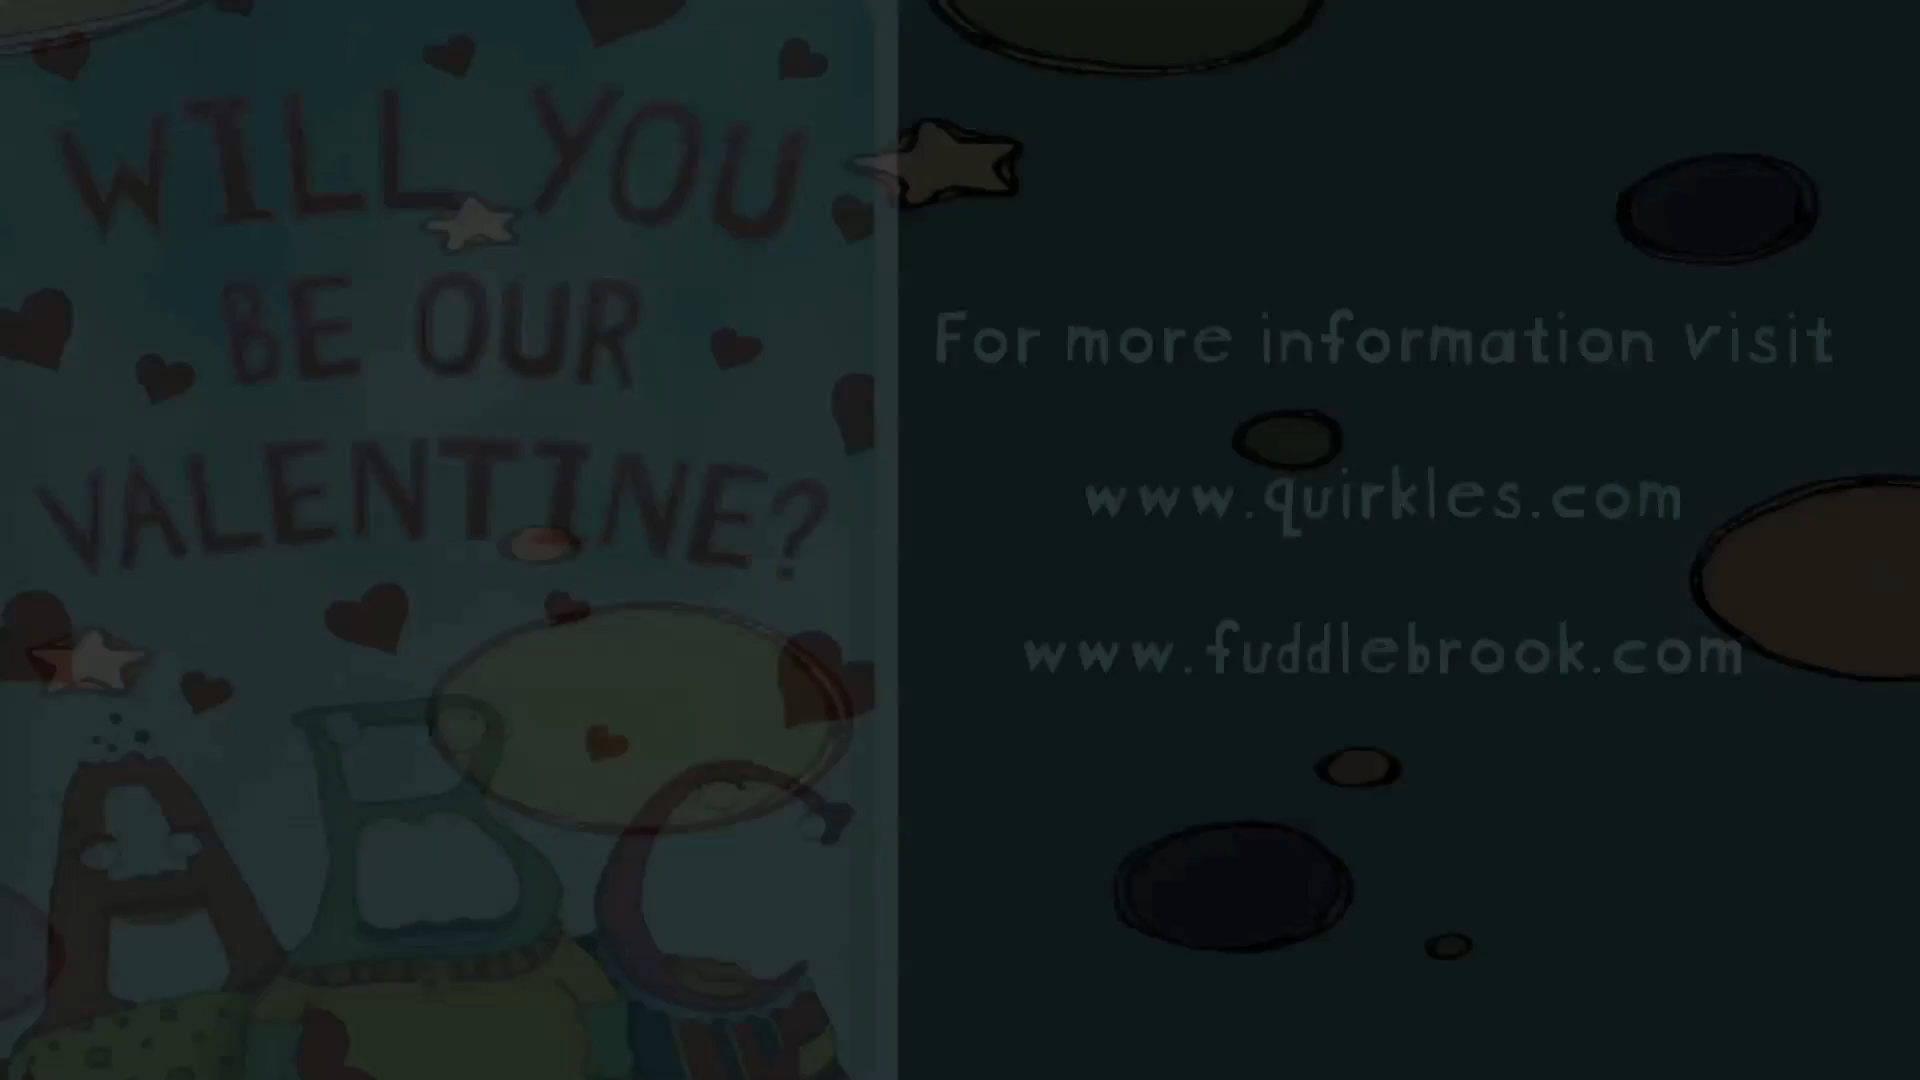 WILL YOU
BE OUR
VALENTINE?
ABC
For more information visit
www.quirkles.com
www.fuddlebrook.com